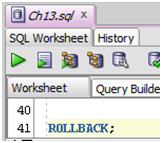 Ch13.sql
SQL Worksheet History
Worksheet Query Builde
40
41 ROLLBACK;